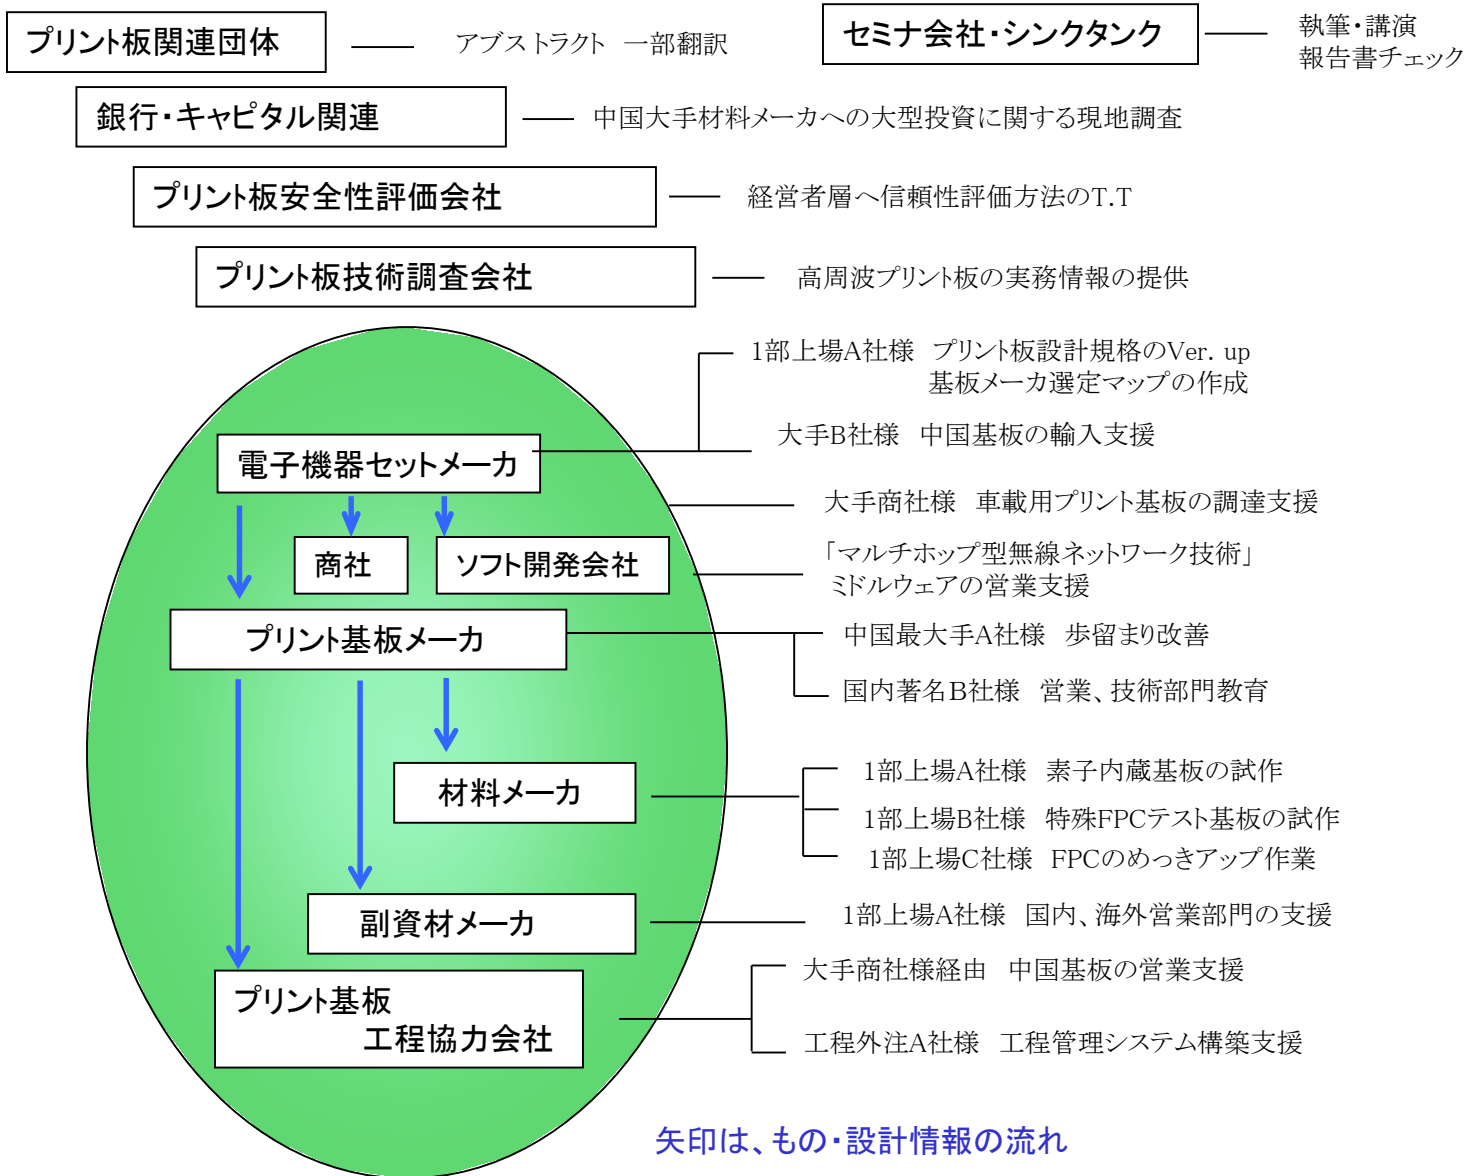 プリント板関連団体
アブストラクト 一部翻訳
セミナ会社・シンクタンク
執筆・講演
報告書チェック
銀行・キャピタル関連
中国大手材料メーカへの大型投資に関する現地調査
プリント板安全性評価会社
経営者層へ信頼性評価方法のT.T
プリント板技術調査会社
高周波プリント板の実務情報の提供
1部上場A社様 プリント板設計規格のVer. up
基板メーカ選定マップの作成
電子機器セットメーカ
大手B社様 中国基板の輸入支援
大手商社様 車載用プリント基板の調達支援
商社
ソフト開発会社
「マルチホップ型無線ネットワーク技術」
ミドルウェアの営業支援
プリント基板メーカ
中国最大手A社様 歩留まり改善
国内著名B社様 営業、技術部門教育
材料メーカ
1部上場A社様 素子内蔵基板の試作
1部上場B社様 特殊FPCテスト基板の試作
1部上場C社様 FPCのめっきアップ作業
副資材メーカ
1部上場A社様 国内、海外営業部門の支援
プリント基板
工程協力会社
大手商社様経由 中国基板の営業支援
工程外注A社様 工程管理システム構築支援
矢印は、もの・設計情報の流れ